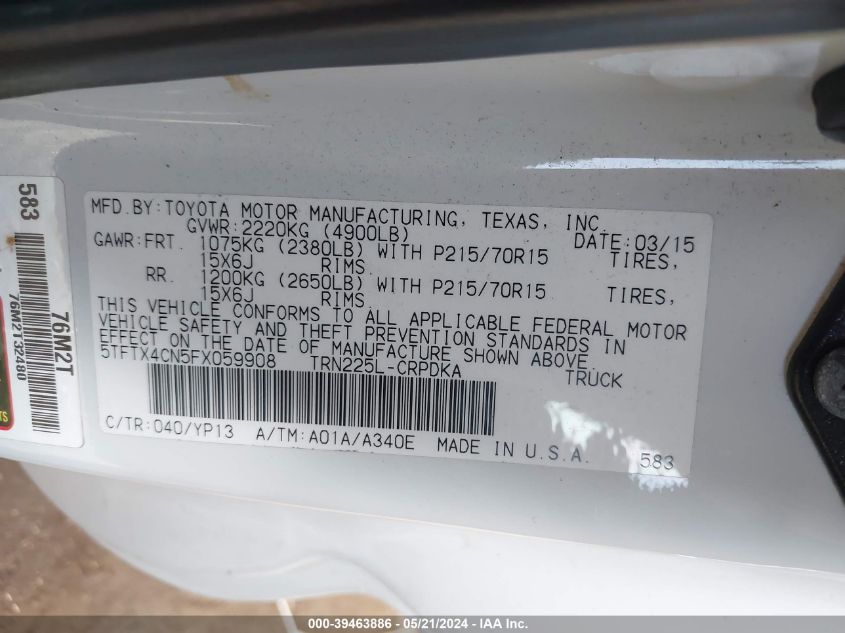 MFD.BY:TOYOTA MOTOR MANUFACTURING, TEXAS, INC.
GVWR:2220KG (4900LB) DATE:03/15
GAWR:FRT. 1075KG (2380LB) WITH P215/70R15 TIRES,
15X6J RIMS
RR. 1200KG (2650LB) WITH P215/70R15 TIRES,
15X6J RIMS
THIS VEHICLE CONFORMS TO ALL APPLICABLE FEDERAL MOTOR
VEHICLE SAFETY AND THEFT PREVENTION STANDARDS IN
EFFECT ON THE DATE OF MANUFACTURE SHOWN ABOVE.
5TFTX4CN5FX059908 TRN225L-CRPDKA TRUCK
C/TR:040/YP13 A/TM:A01A/A340E MADE IN U.S.A. 583
583
76M2T
76M2T32480
TS
000-39463886 / 05/21/2024 - IAA Inc.